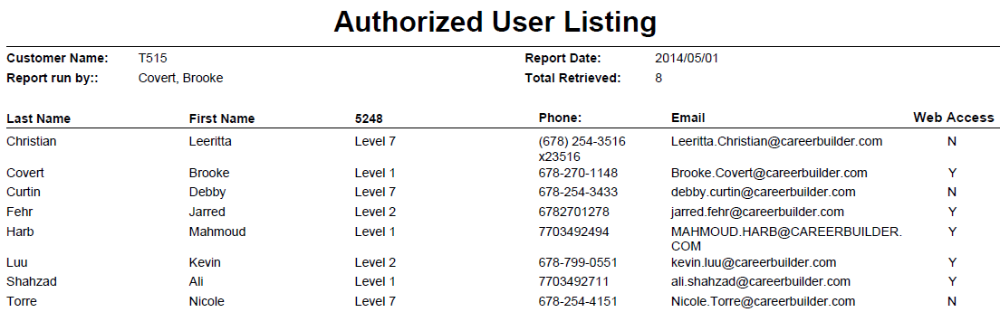 Authorized User Listing
Customer Name: T515 Report Date: 2014/05/01
Report run by:: Covert, Brooke Total Retrieved: 8
Last Name First Name 5248 Phone: Email Web Access
Christian Leeritta Level 7 (678) 254-3516 Leeritta.Christian@careerbuilder.com N
x23516
Covert Brooke Level 1 678-270-1148 Brooke.Covert@careerbuilder.com Y
Curtin Debby Level 7 678-254-3433 debby.curtin@careerbuilder.com N
Fehr Jarred Level 2 6782701278 jarred.fehr@careerbuilder.com Y
Harb Mahmoud Level 1 7703492494 MAHMOUD.HARB@CAREERBUILDER. Y
COM
Luu Kevin Level 2 678-799-0551 kevin.luu@careerbuilder.com Y
Shahzad Ali Level 1 7703492711 ali.shahzad@careerbuilder.com Y
Torre Nicole Level 7 678-254-4151 Nicole.Torre@careerbuilder.com N